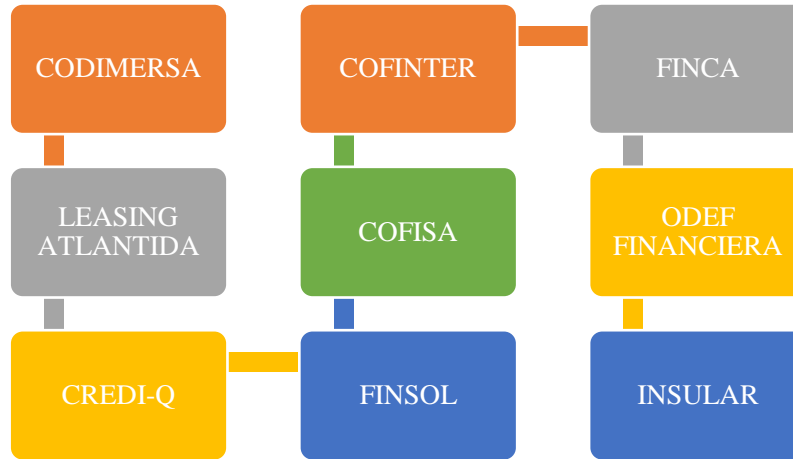 CODIMERSA
LEASING
ATLANTIDA
CREDI-Q
FINSOL
COFISA
COFINTER
FINCA
ODEF
FINANCIERA
INSULAR